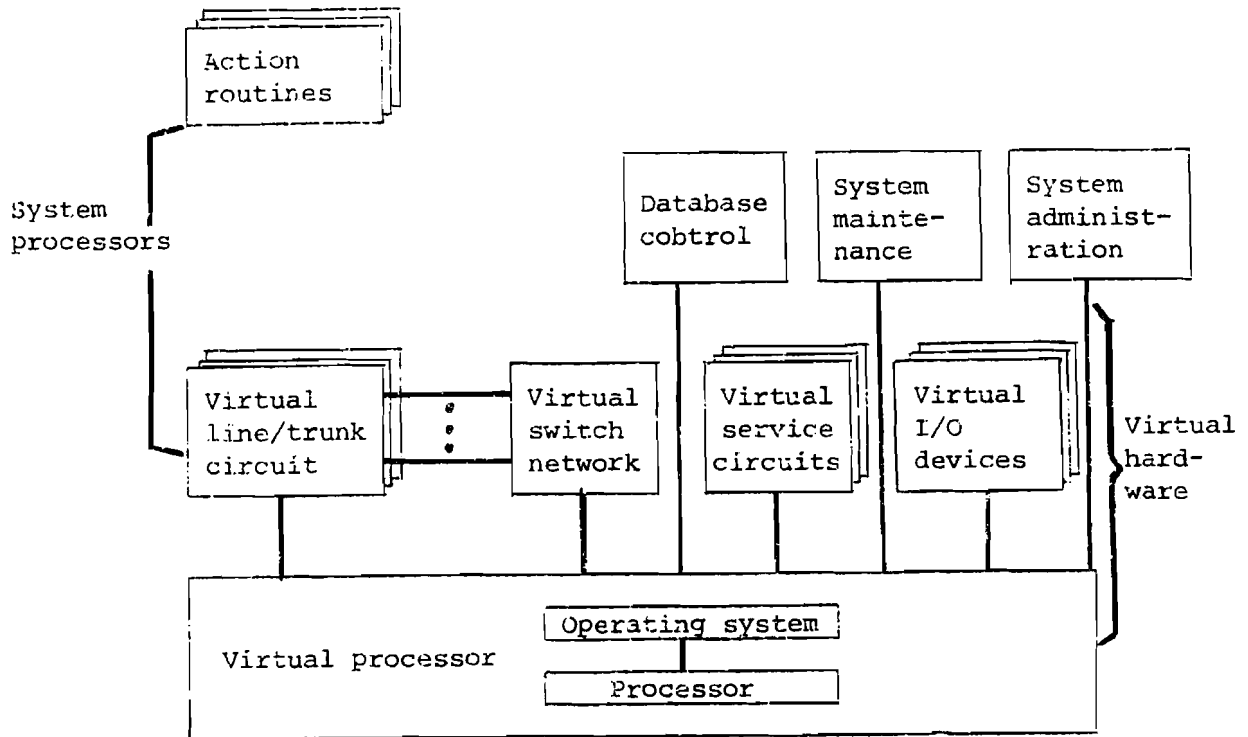 Action
routines
System
processors
Database
cobtrol
System
mainte-
nance
System
administ-
ration
Virtual
line/trunk
circuit
Virtual
switch
network
Virtual
service
circuits
Virtual
I/O
devices
Virtual
hard-
ware
Operating system
Virtual processor
Processor